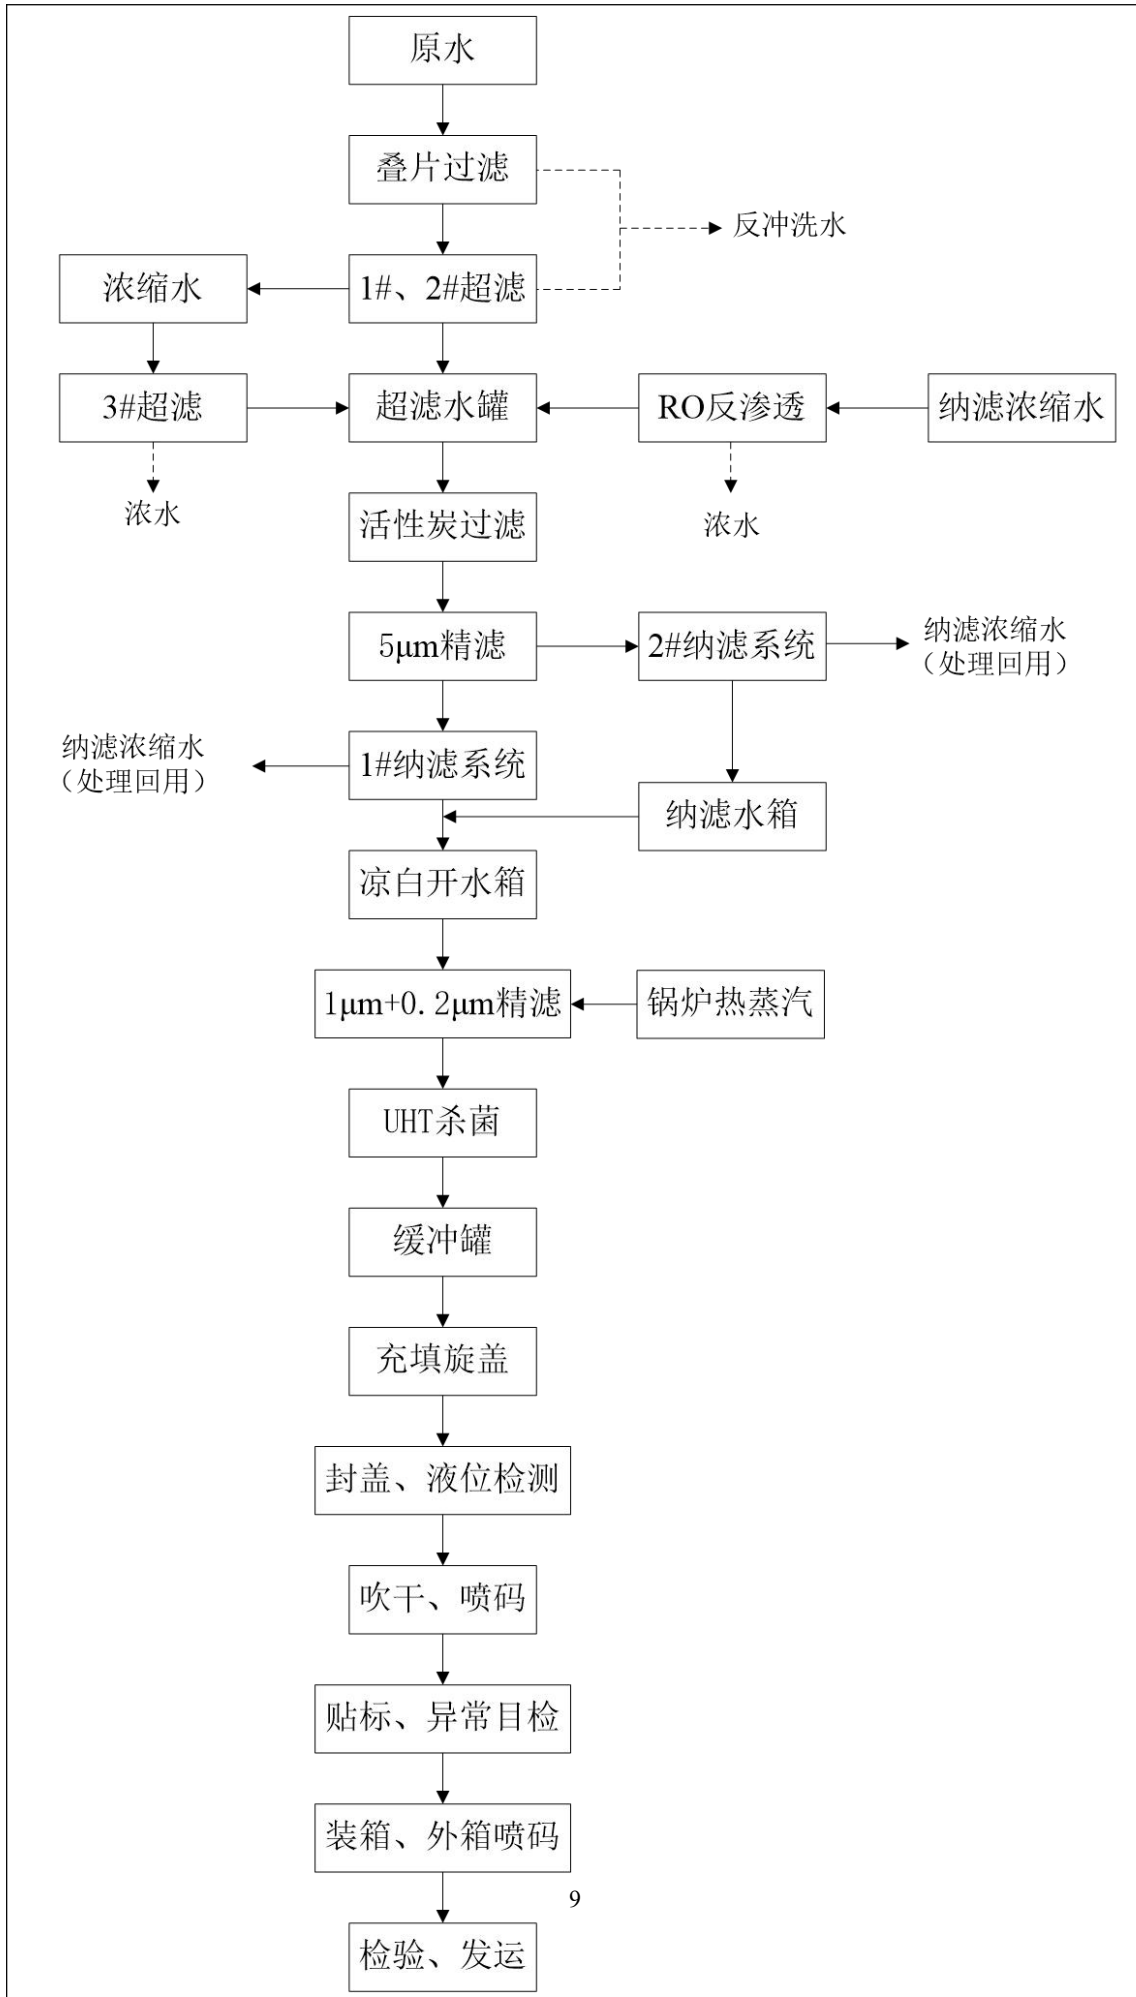 原水
叠片过滤
反冲洗水
浓缩水
1#、2#超滤
3#超滤
超滤水罐
RO反渗透
纳滤浓缩水
浓水
浓水
活性炭过滤
5μm精滤
2#纳滤系统
纳滤浓缩水
（处理回用）
纳滤浓缩水
（处理回用）
1#纳滤系统
纳滤水箱
凉白开水箱
1μm+0.2μm精滤
锅炉热蒸汽
UHT杀菌
缓冲罐
充填旋盖
封盖、液位检测
吹干、喷码
贴标、异常目检
装箱、外箱喷码
9
检验、发运